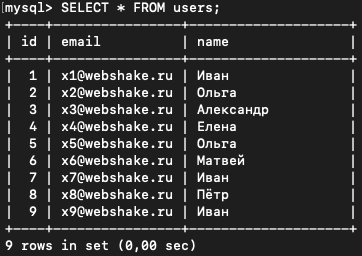 mysql> SELECT * FROM users;
+----+----------------+-----------+
| id | email          | name      |
+----+----------------+-----------+
|  1 | x1@webshake.ru | Иван      |
|  2 | x2@webshake.ru | Ольга     |
|  3 | x3@webshake.ru | Александр |
|  4 | x4@webshake.ru | Елена     |
|  5 | x5@webshake.ru | Ольга     |
|  6 | x6@webshake.ru | Матвей    |
|  7 | x7@webshake.ru | Иван      |
|  8 | x8@webshake.ru | Пётр      |
|  9 | x9@webshake.ru | Иван      |
+----+----------------+-----------+
9 rows in set (0,00 sec)